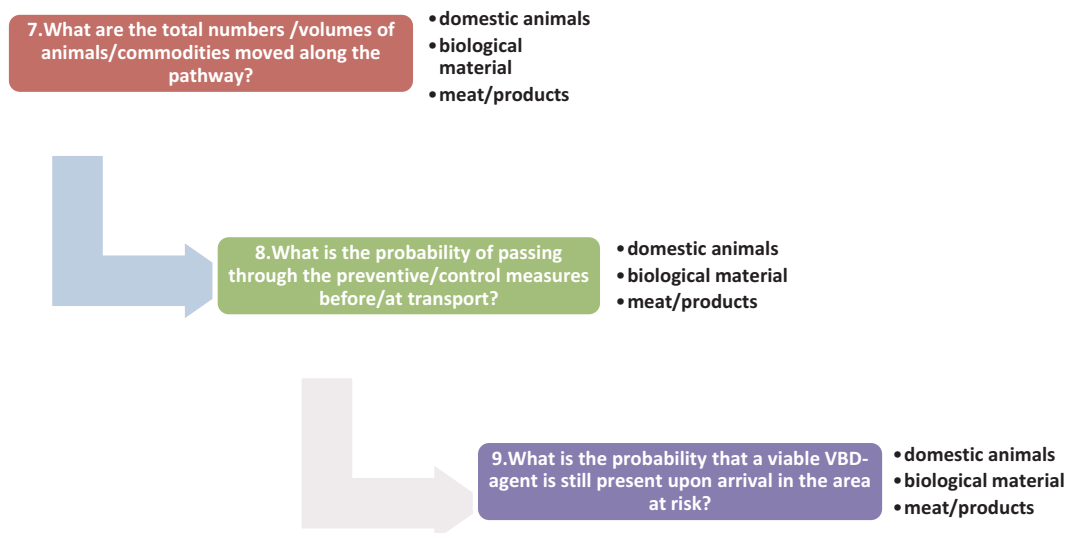 7.What are the total numbers /volumes of
animals/commodities moved along the
pathway?
•domestic animals
•biological
material
•meat/products
8.What is the probability of passing
through the preventive/control measures
before/at transport?
•domestic animals
•biological material
•meat/products
9.What is the probability that a viable VBD-
agent is still present upon arrival in the area
at risk?
•domestic animals
•biological material
•meat/products